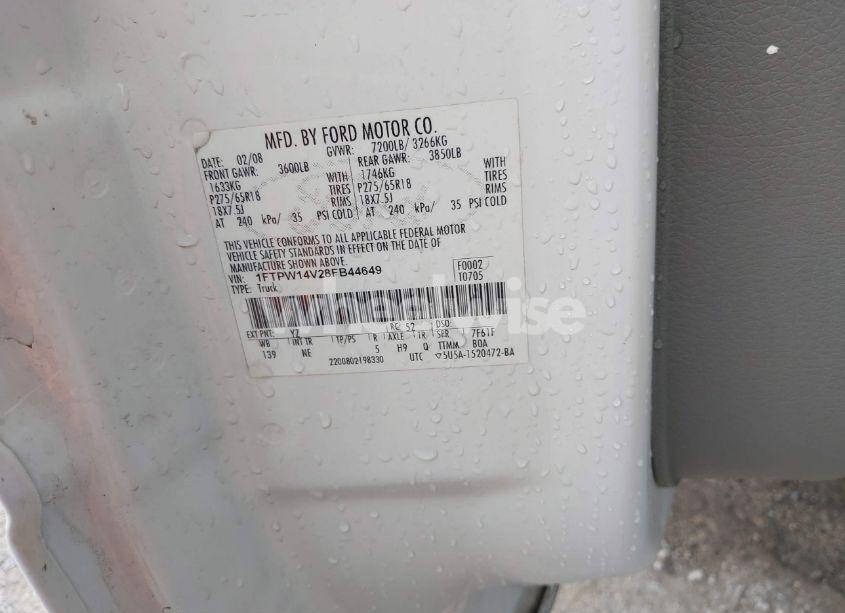 MFD. BY FORD MOTOR CO.
DATE: 02/08 GVWR: 7200LB/ 3266KG
FRONT GAWR: 3600LB REAR GAWR: 3850LB
1633KG WITH 1746KG WITH
P275/65R18 TIRES P275/65R18 TIRES
18X7.5J RIMS 18X7.5J RIMS
AT 240 kPa/ 35 PSI COLD AT 240 kPa/ 35 PSI COLD
THIS VEHICLE CONFORMS TO ALL APPLICABLE FEDERAL MOTOR
VEHICLE SAFETY STANDARDS IN EFFECT ON THE DATE OF
MANUFACTURE SHOWN ABOVE.
VIN: 1FTPW14V28FB44649 F0002
TYPE: Truck T0705
wheelwise
EXT PNT: YZ RC: 52 DSO:
WB INT TR TP/PS R AXLE TR SPR 7F61F
139 NE 5 H9 Q TTMM BOA
2200802198330 UTC ▽5U5A-1520472-BA